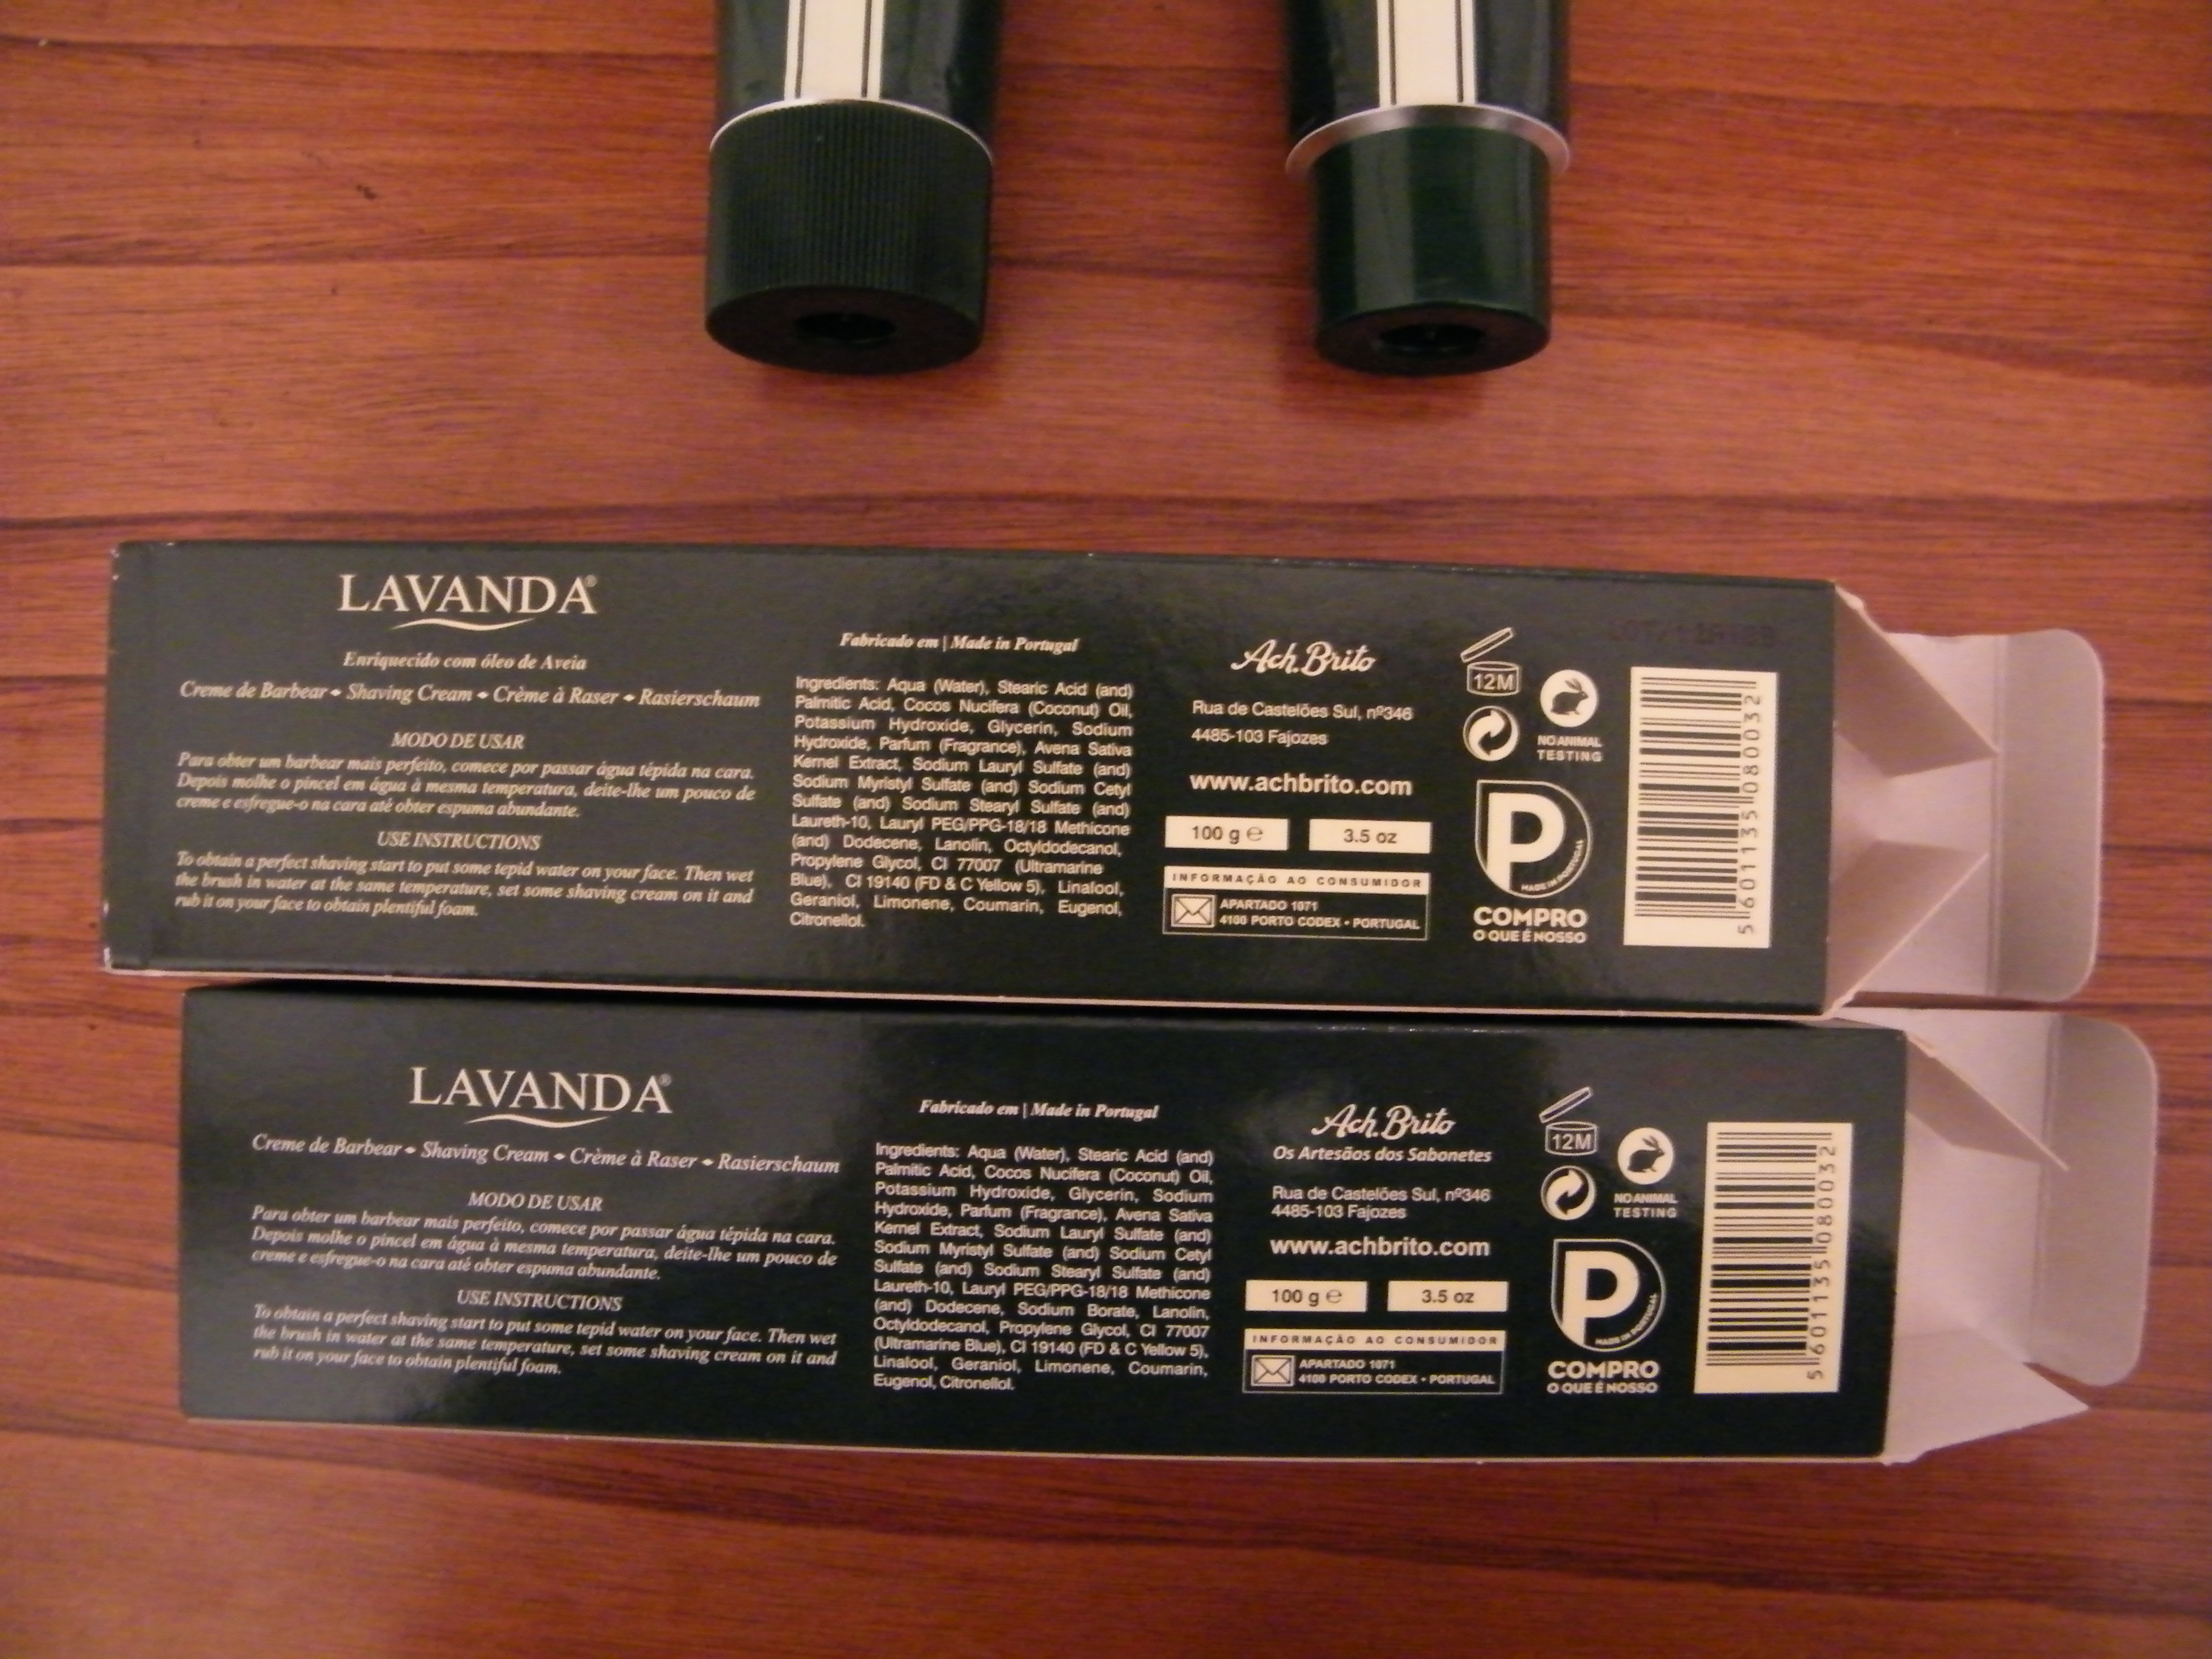 LAVANDA®
Enriquecido com óleo de Aveia
Creme de Barbear • Shaving Cream • Crème à Raser • Rasierschaum
MODO DE USAR
Para obter um barbear mais perfeito, comece por passar água tépida na cara.
Depois molhe o pincel em água à mesma temperatura, deite-lhe um pouco de
creme e esfregue-o na cara até obter espuma abundante.
USE INSTRUCTIONS
To obtain a perfect shaving start to put some tepid water on your face. Then wet
the brush in water at the same temperature, set some shaving cream on it and
rub it on your face to obtain plentiful foam.
Fabricado em | Made in Portugal
Ingredients: Aqua (Water), Stearic Acid (and)
Palmitic Acid, Cocos Nucifera (Coconut) Oil,
Potassium Hydroxide, Glycerin, Sodium
Hydroxide, Parfum (Fragrance), Avena Sativa
Kernel Extract, Sodium Lauryl Sulfate (and)
Sodium Myristyl Sulfate (and) Sodium Cetyl
Sulfate (and) Sodium Stearyl Sulfate (and)
Laureth-10, Lauryl PEG/PPG-18/18 Methicone
(and) Dodecene, Lanolin, Octyldodecanol,
Propylene Glycol, CI 77007 (Ultramarine
Blue), CI 19140 (FD & C Yellow 5), Linalool,
Geraniol, Limonene, Coumarin, Eugenol,
Citronellol.
Ach. Brito
Rua de Castelões Sul, nº346
4485-103 Fajozes
www.achbrito.com
100 g ℮
3.5 oz
INFORMAÇÃO AO CONSUMIDOR
APARTADO 1071
4100 PORTO CODEX • PORTUGAL
12M
NO ANIMAL
TESTING
P
MADE IN PORTUGAL
COMPRO
O QUE É NOSSO
5 601135 080032
LAVANDA®
Creme de Barbear • Shaving Cream • Crème à Raser • Rasierschaum
MODO DE USAR
Para obter um barbear mais perfeito, comece por passar água tépida na cara.
Depois molhe o pincel em água à mesma temperatura, deite-lhe um pouco de
creme e esfregue-o na cara até obter espuma abundante.
USE INSTRUCTIONS
To obtain a perfect shaving start to put some tepid water on your face. Then wet
the brush in water at the same temperature, set some shaving cream on it and
rub it on your face to obtain plentiful foam.
Fabricado em | Made in Portugal
Ingredients: Aqua (Water), Stearic Acid (and)
Palmitic Acid, Cocos Nucifera (Coconut) Oil,
Potassium Hydroxide, Glycerin, Sodium
Hydroxide, Parfum (Fragrance), Avena Sativa
Kernel Extract, Sodium Lauryl Sulfate (and)
Sodium Myristyl Sulfate (and) Sodium Cetyl
Sulfate (and) Sodium Stearyl Sulfate (and)
Laureth-10, Lauryl PEG/PPG-18/18 Methicone
(and) Dodecene, Sodium Borate, Lanolin,
Octyldodecanol, Propylene Glycol, CI 77007
(Ultramarine Blue), CI 19140 (FD & C Yellow 5),
Linalool, Geraniol, Limonene, Coumarin,
Eugenol, Citronellol.
Ach. Brito
Os Artesãos dos Sabonetes
Rua de Castelões Sul, nº346
4485-103 Fajozes
www.achbrito.com
100 g ℮
3.5 oz
INFORMAÇÃO AO CONSUMIDOR
APARTADO 1071
4100 PORTO CODEX • PORTUGAL
12M
NO ANIMAL
TESTING
P
MADE IN PORTUGAL
COMPRO
O QUE É NOSSO
5 601135 080032